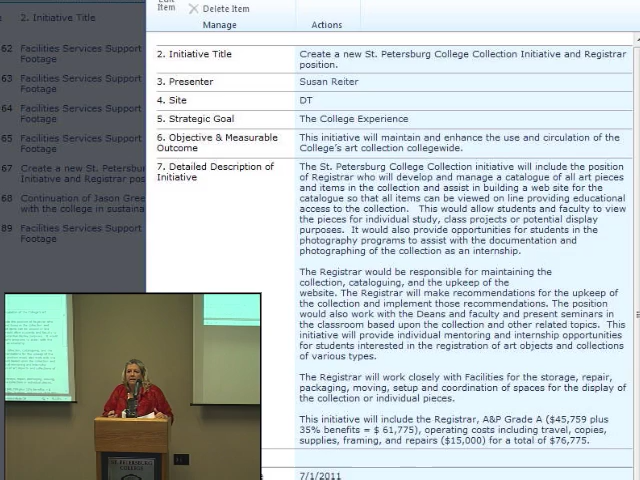 Edit
Item
Delete Item
Manage
Actions
2. Initiative Title
62 Facilities Services Support
Footage
63 Facilities Services Support
Footage
64 Facilities Services Support
Footage
65 Facilities Services Support
Footage
67 Create a new St. Petersbur
Initiative and Registrar pos
68 Continuation of Jason Gree
with the college in sustaina
89 Facilities Services Support
Footage
2. Initiative Title
Create a new St. Petersburg College Collection Initiative and Registrar
position.
3. Presenter
Susan Reiter
4. Site
DT
5. Strategic Goal
The College Experience
6. Objective & Measurable
Outcome
This initiative will maintain and enhance the use and circulation of the
College's art collection collegewide.
7. Detailed Description of
Initiative
The St. Petersburg College Collection initiative will include the position
of Registrar who will develop and manage a catalogue of all art pieces
and items in the collection and assist in building a web site for the
catalogue so that all items can be viewed on line providing educational
access to the collection. This would allow students and faculty to view
the pieces for individual study, class projects or potential display
purposes. It would also provide opportunities for students in the
photography programs to assist with the documentation and
photographing of the collection as an internship.
The Registrar would be responsible for maintaining the
collection, cataloguing, and the upkeep of the
website. The Registrar will make recommendations for the upkeep of
the collection and implement those recommendations. The position
would also work with the Deans and faculty and present seminars in
the classroom based upon the collection and other related topics. This
initiative will provide individual mentoring and internship opportunities
for students interested in the registration of art objects and collections
of various types.
The Registrar will work closely with Facilities for the storage, repair,
packaging, moving, setup and coordination of spaces for the display of
the collection or individual pieces.
This initiative will include the Registrar, A&P Grade A ($45,759 plus
35% benefits = $ 61,775), operating costs including travel, copies,
supplies, framing, and repairs ($15,000) for a total of $76,775.
7/1/2011
ST. PETERSBURG
COLLEGE